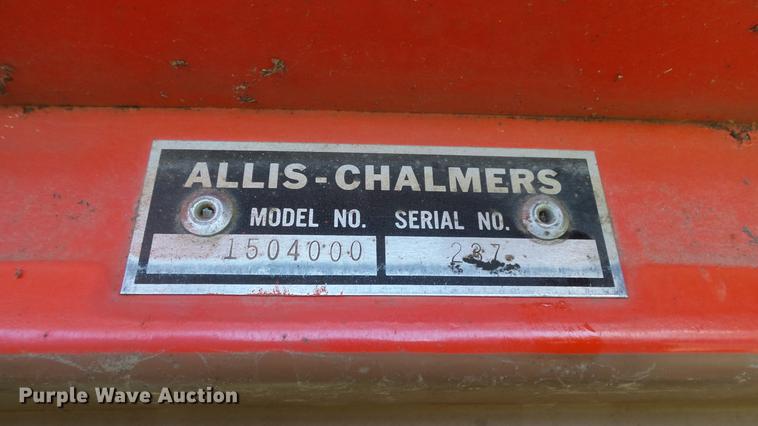 ALLIS-CHALMERS
MODEL NO. SERIAL NO.
1504000 237
Purple Wave Auction